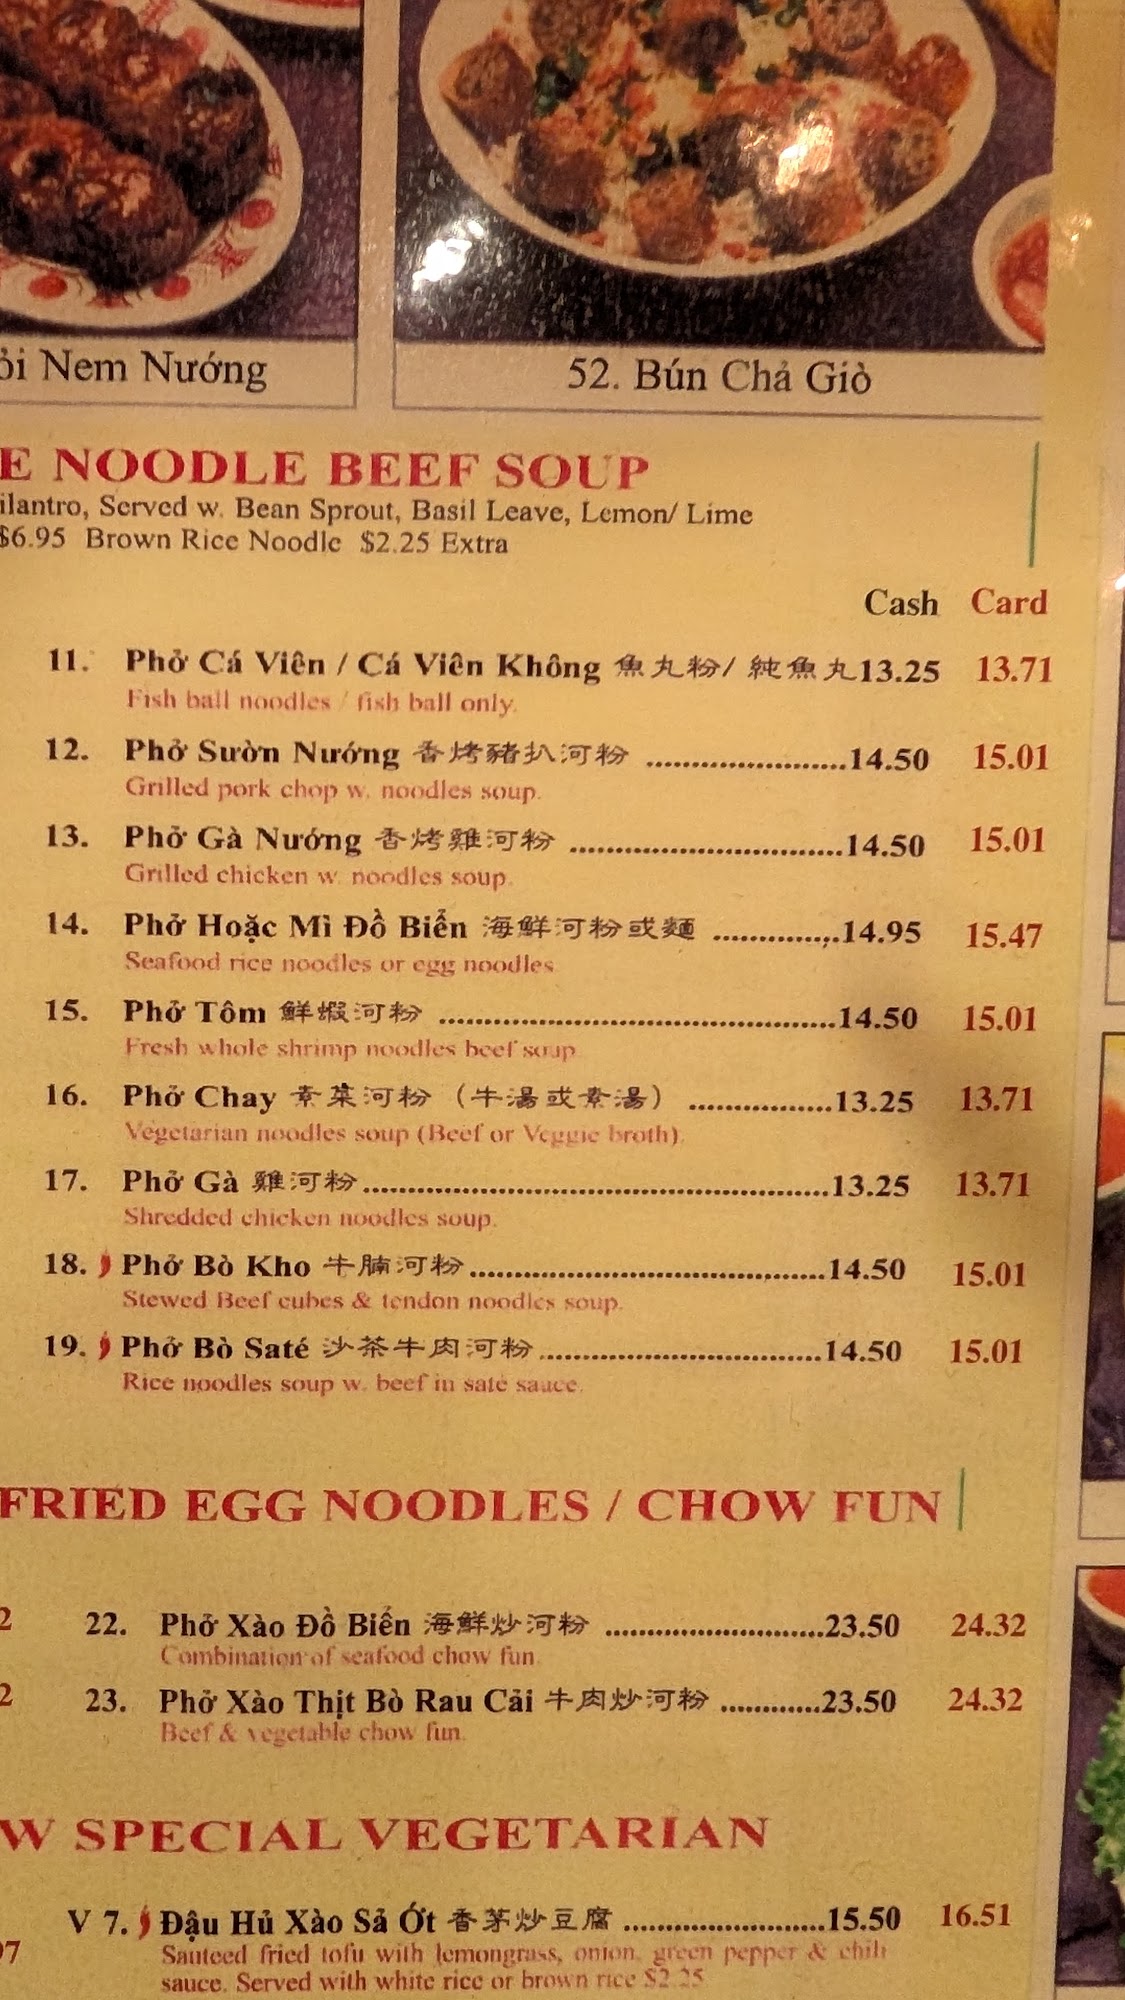 Nem Nướng
52. Bún Chả Giò
E NOODLE BEEF SOUP
ilantro, Served w. Bean Sprout, Basil Leave, Lemon/ Lime
$6.95 Brown Rice Noodle $2.25 Extra
Cash Card
11. Phở Cá Viên / Cá Viên Không 魚丸粉/ 純魚丸13.25 13.71
Fish ball noodles / fish ball only.
12. Phở Sườn Nướng 香烤豬扒河粉 ......................14.50 15.01
Grilled pork chop w. noodles soup.
13. Phở Gà Nướng 香烤雞河粉 ..............................14.50 15.01
Grilled chicken w. noodles soup.
14. Phở Hoặc Mì Đồ Biển 海鮮河粉或麵 ..............14.95 15.47
Seafood rice noodles or egg noodles
15. Phở Tôm 鮮蝦河粉 ...........................................14.50 15.01
Fresh whole shrimp noodles beef soup
16. Phở Chay 素菜河粉（牛湯或素湯） ................13.25 13.71
Vegetarian noodles soup (Beef or Veggie broth).
17. Phở Gà 雞河粉...................................................13.25 13.71
Shredded chicken noodles soup.
18. Phở Bò Kho 牛腩河粉.......................................14.50 15.01
Stewed Beef cubes & tendon noodles soup.
19. Phở Bò Saté 沙茶牛肉河粉...............................14.50 15.01
Rice noodles soup w. beef in saté sauce.
FRIED EGG NOODLES / CHOW FUN
2 22. Phở Xào Đồ Biển 海鮮炒河粉 ........................23.50 24.32
Combination of seafood chow fun
2 23. Phở Xào Thịt Bò Rau Cải 牛肉炒河粉 ...........23.50 24.32
Beef & vegetable chow fun.
W SPECIAL VEGETARIAN
V 7. Đậu Hủ Xào Sả Ớt 香茅炒豆腐 ......................15.50 16.51
97 Sauteed fried tofu with lemongrass, onion, green pepper & chili
sauce. Served with white rice or brown rice $2.25